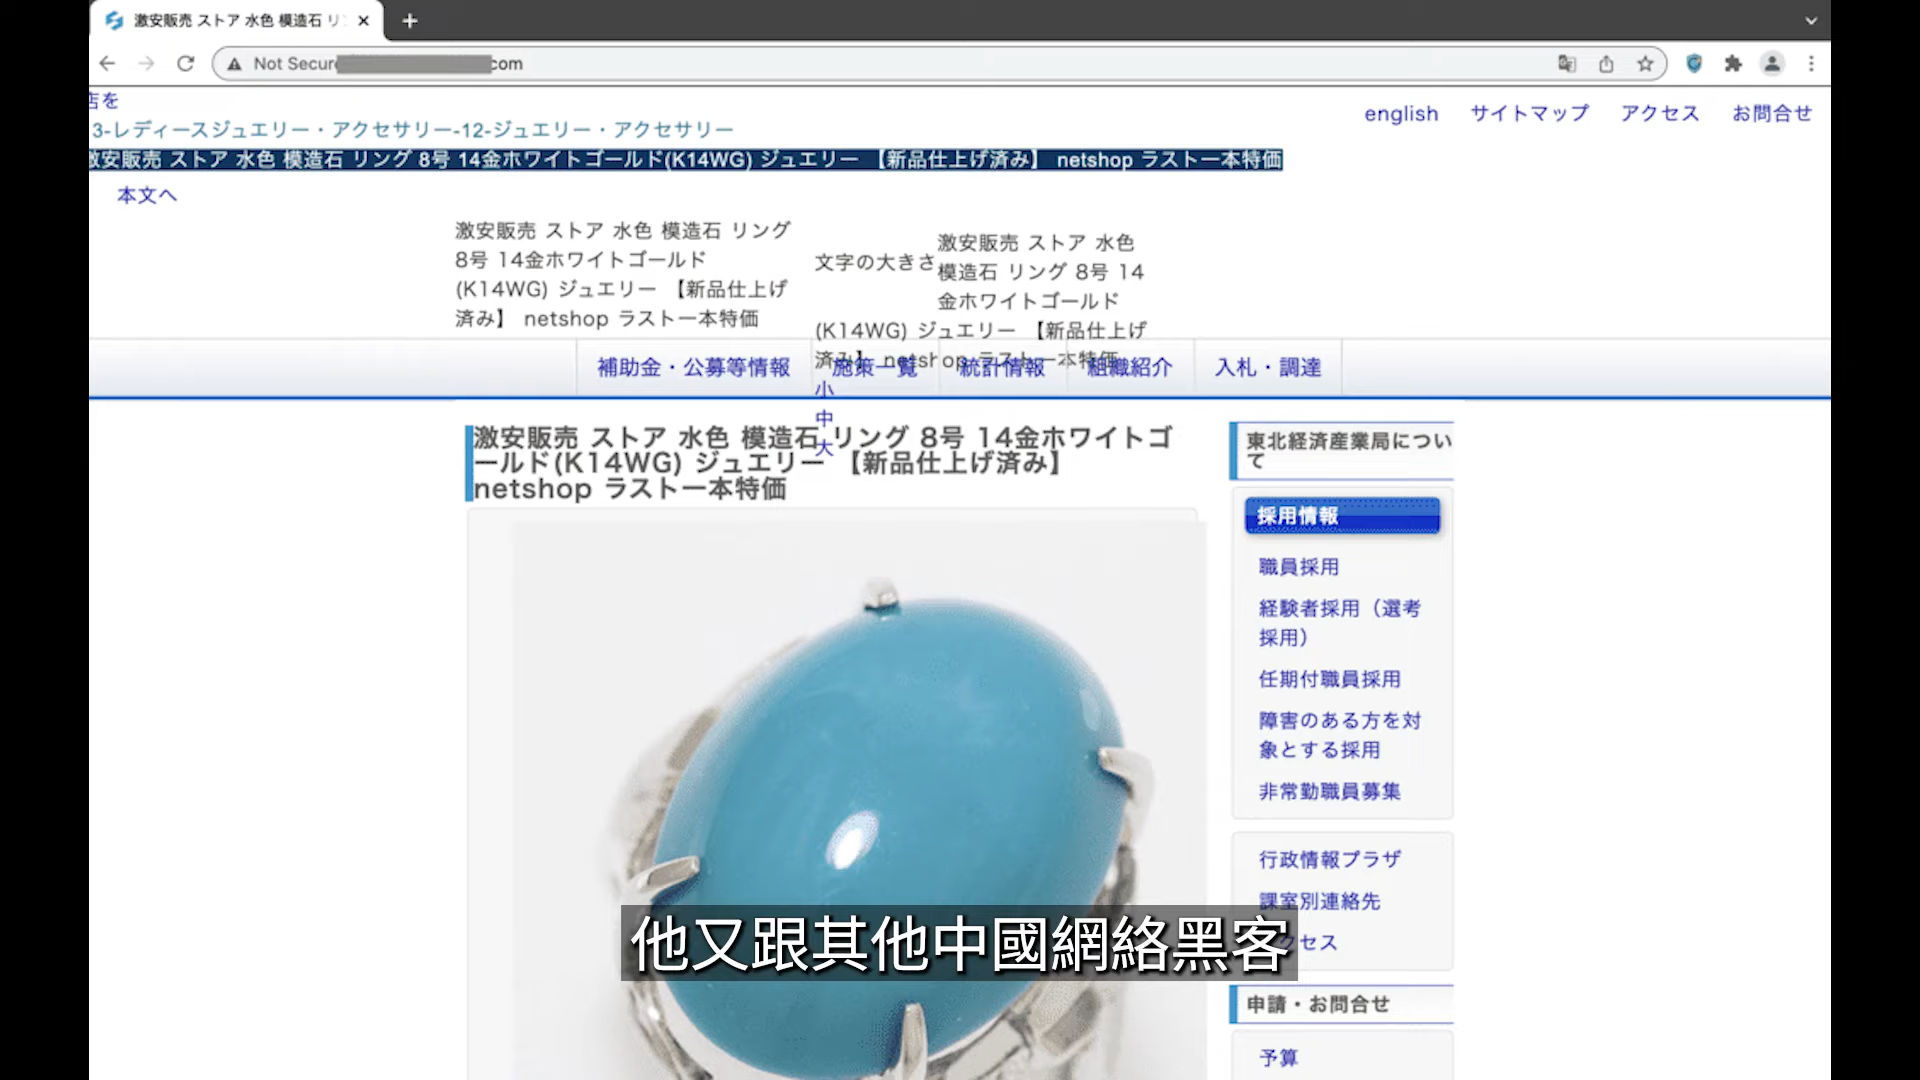 激安販売 ストア 水色 模造石 リ
Not Secur
com
店を
english サイトマップ アクセス お問合せ
3-レディースジュエリー・アクセサリー-12-ジュエリー・アクセサリー
激安販売 ストア 水色 模造石 リング 8号 14金ホワイトゴールド(K14WG) ジュエリー 【新品仕上げ済み】 netshop ラスト一本特価
本文へ
激安販売 ストア 水色 模造石 リング
8号 14金ホワイトゴールド
(K14WG) ジュエリー 【新品仕上げ
済み】 netshop ラスト一本特価
文字の大きさ
激安販売 ストア 水色
模造石 リング 8号 14
金ホワイトゴールド
(K14WG) ジュエリー 【新品仕上げ
済み】 netshop ラスト一本特価
小
中
大
補助金・公募等情報 施策一覧 統計情報 組織紹介 入札・調達
激安販売 ストア 水色 模造石 リング 8号 14金ホワイトゴ
ールド(K14WG) ジュエリー 【新品仕上げ済み】
netshop ラスト一本特価
東北経済産業局につい
て
採用情報
職員採用
経験者採用（選考
採用）
任期付職員採用
障害のある方を対
象とする採用
非常勤職員募集
行政情報プラザ
課室別連絡先
クセス
申請・お問合せ
予算
他又跟其他中國網絡黑客